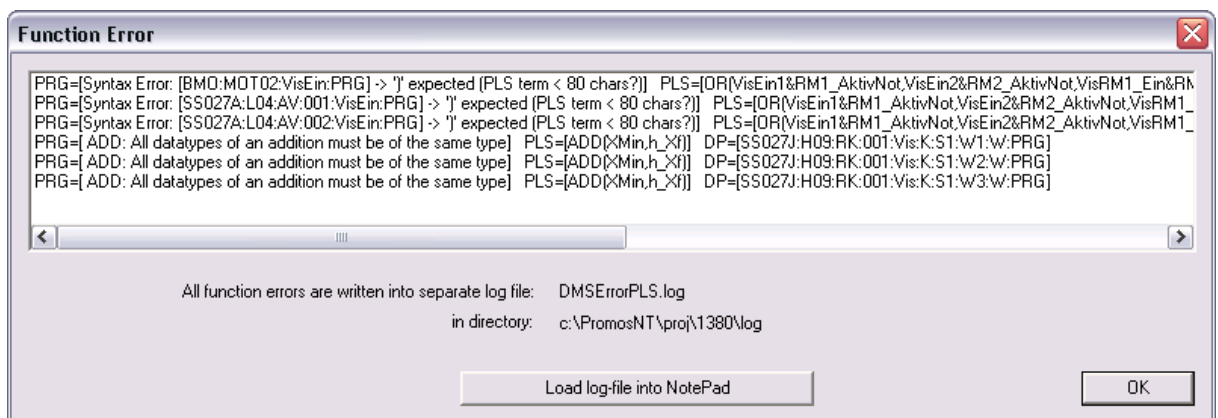 Function Error
PRG=[Syntax Error: [BMO:MOT02:VisEin:PRG] -> ')' expected (PLS term < 80 chars?)] PLS=[OR(VisEin1&RM1_AktivNot,VisEin2&RM2_AktivNot,VisRM1_Ein&RM
PRG=[Syntax Error: [SS027A:L04:AV:001:VisEin:PRG] -> ')' expected (PLS term < 80 chars?)] PLS=[OR(VisEin1&RM1_AktivNot,VisEin2&RM2_AktivNot,VisRM1_
PRG=[Syntax Error: [SS027A:L04:AV:002:VisEin:PRG] -> ')' expected (PLS term < 80 chars?)] PLS=[OR(VisEin1&RM1_AktivNot,VisEin2&RM2_AktivNot,VisRM1_
PRG=[ ADD: All datatypes of an addition must be of the same type] PLS=[ADD(XMin,h_Xf)] DP=[SS027J:H09:RK:001:Vis:K:S1:W1:W:PRG]
PRG=[ ADD: All datatypes of an addition must be of the same type] PLS=[ADD(XMin,h_Xf)] DP=[SS027J:H09:RK:001:Vis:K:S1:W2:W:PRG]
PRG=[ ADD: All datatypes of an addition must be of the same type] PLS=[ADD(XMin,h_Xf)] DP=[SS027J:H09:RK:001:Vis:K:S1:W3:W:PRG]
All function errors are written into separate log file: DMSErrorPLS.log
in directory: c:\PromosNT\proj\1380\log
Load log-file into NotePad
OK